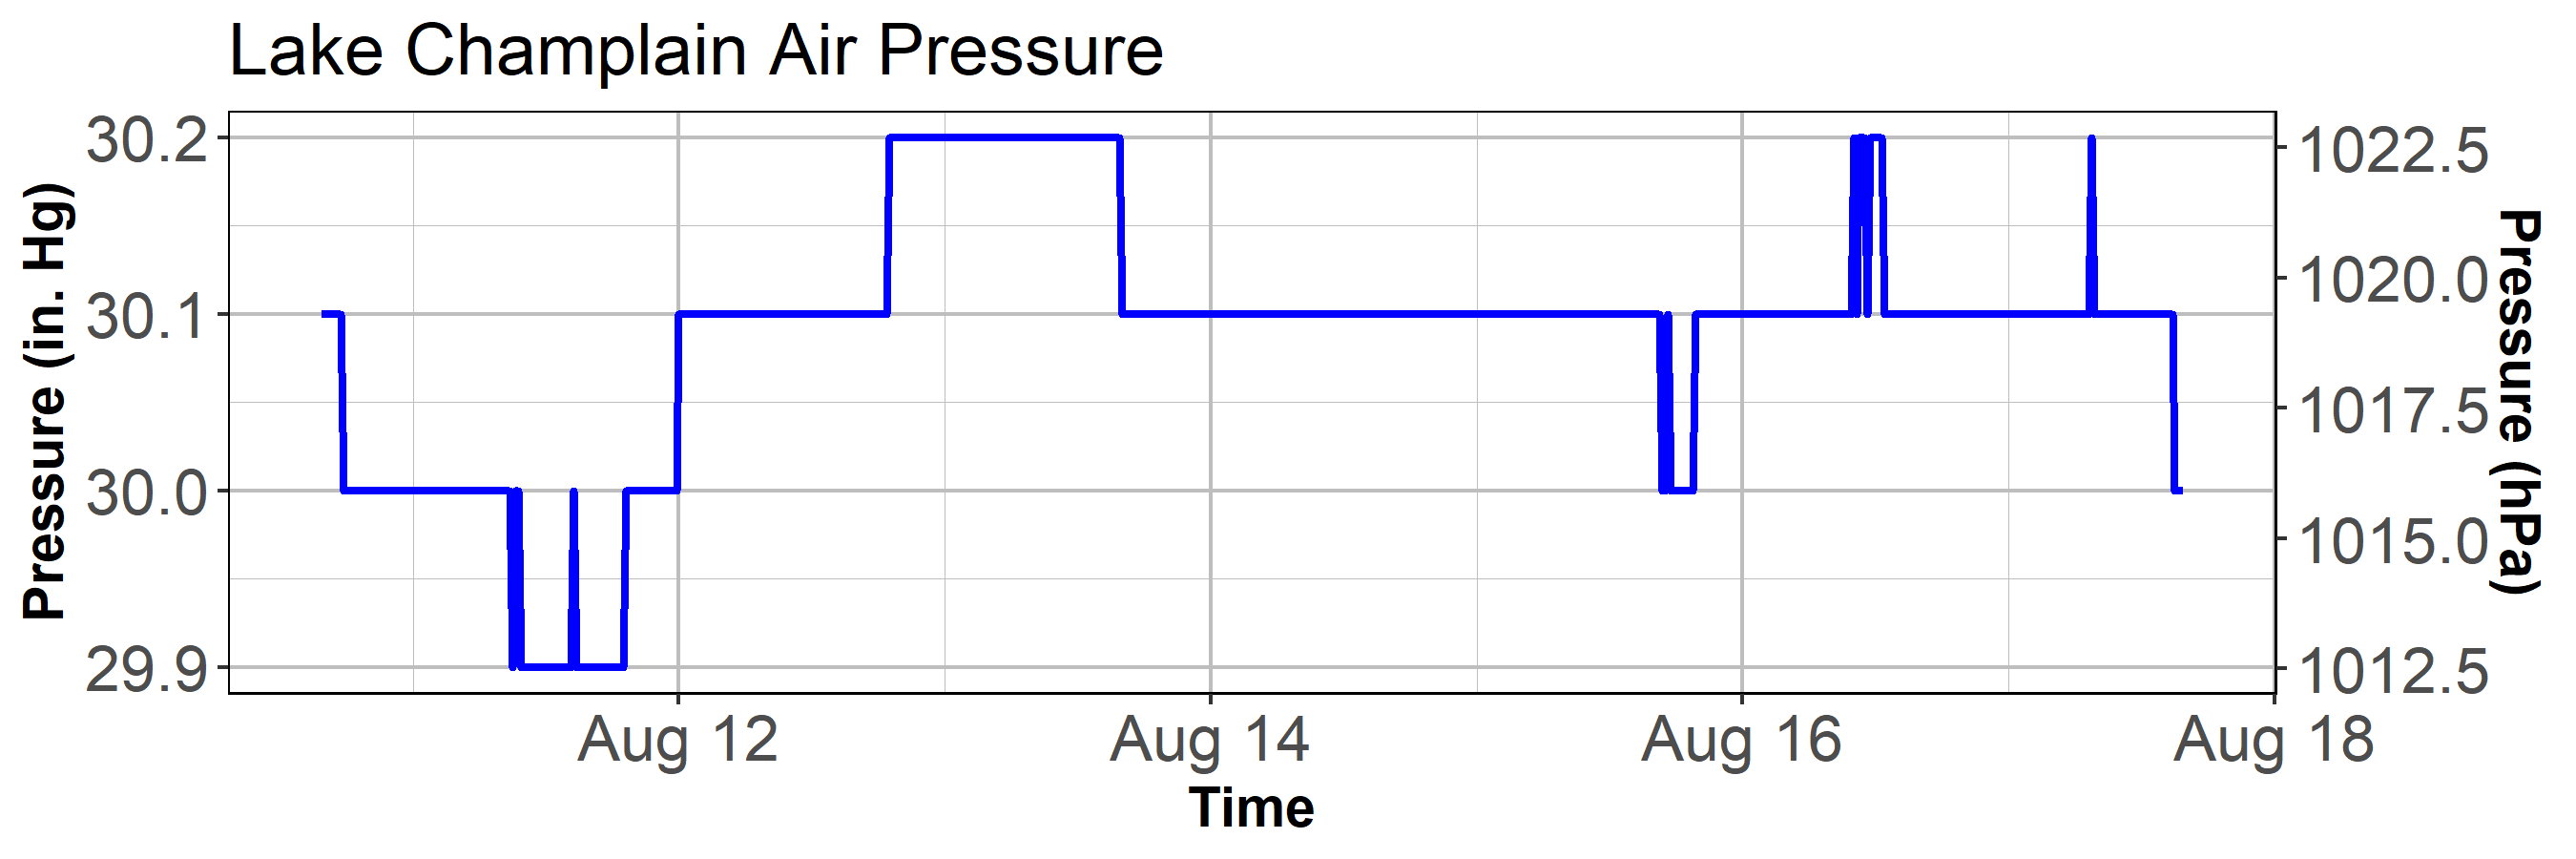 Lake Champlain Air Pressure
Pressure (in. Hg)
30.2
30.1
30.0
29.9
1022.5
1020.0
1017.5
1015.0
1012.5
Pressure (hPa)
Aug 12 Aug 14 Aug 16 Aug 18
Time